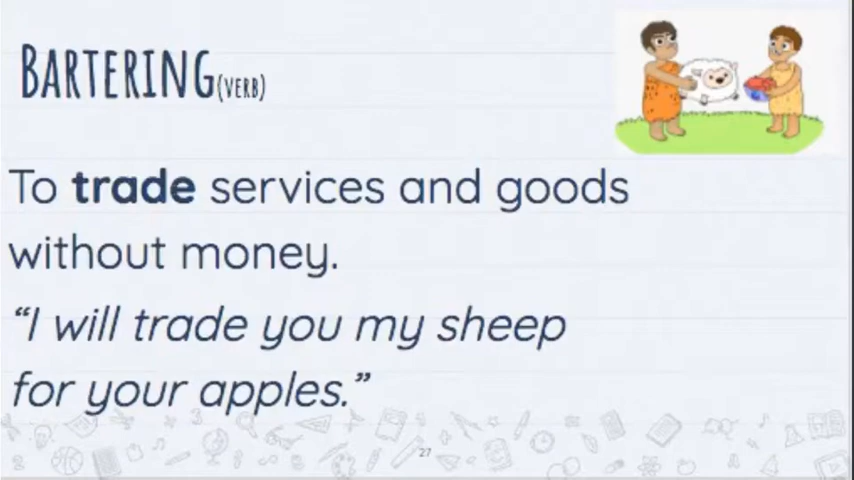 BARTERING(VERB)
To trade services and goods
without money.
“I will trade you my sheep
for your apples.”
27